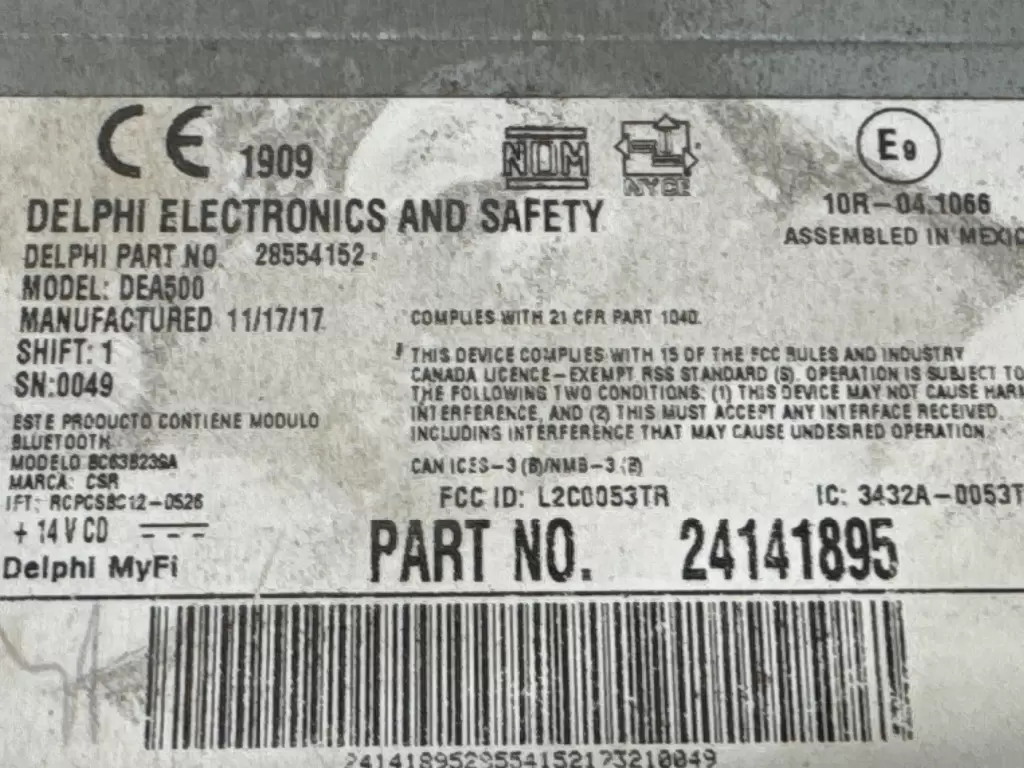 CE 1909
NOM
NYCE
E9
10R-04.1066
ASSEMBLED IN MEXIC
DELPHI ELECTRONICS AND SAFETY
DELPHI PART NO. 28554152
MODEL: DEA500
MANUFACTURED 11/17/17
SHIFT: 1
SN:0049
COMPLIES WITH 21 CFR PART 1040.
THIS DEVICE COMPLIES WITH 15 OF THE FCC RULES AND INDUSTRY
CANADA LICENCE-EXEMPT RSS STANDARD (S). OPERATION IS SUBJECT TO
THE FOLLOWING TWO CONDITIONS: (1) THIS DEVICE MAY NOT CAUSE HARM
INTERFERENCE, AND (2) THIS MUST ACCEPT ANY INTERFACE RECEIVED.
INCLUDING INTERFERENCE THAT MAY CAUSE UNDESIRED OPERATION
CAN ICES-3 (B)/NMB-3 (B)
ESTE PRODUCTO CONTIENE MODULO
BLUETOOTH
MODELO
MARCA: CSR
IFT: RCPCSBC12-0526
+ 14 V CD
Delphi MyFi
FCC ID: L2C0053TR
IC: 3432A-0053T
PART NO. 24141895